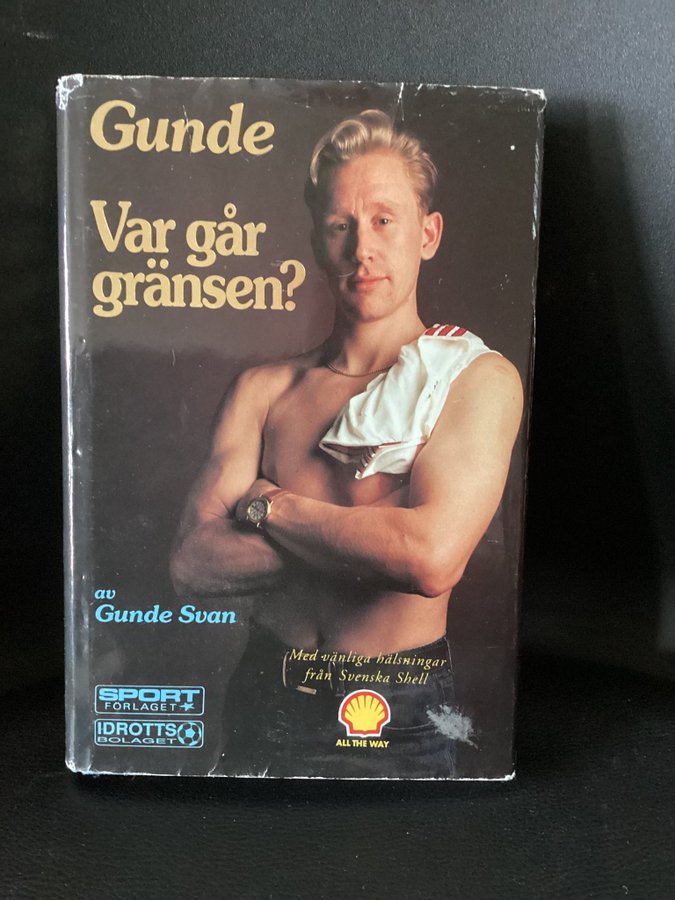 Gunde
Var går
gränsen?
av
Gunde Svan
Med vänliga hälsningar
från Svenska Shell
SPORT
FÖRLAGET
IDROTTS
BOLAGET
ALL THE WAY